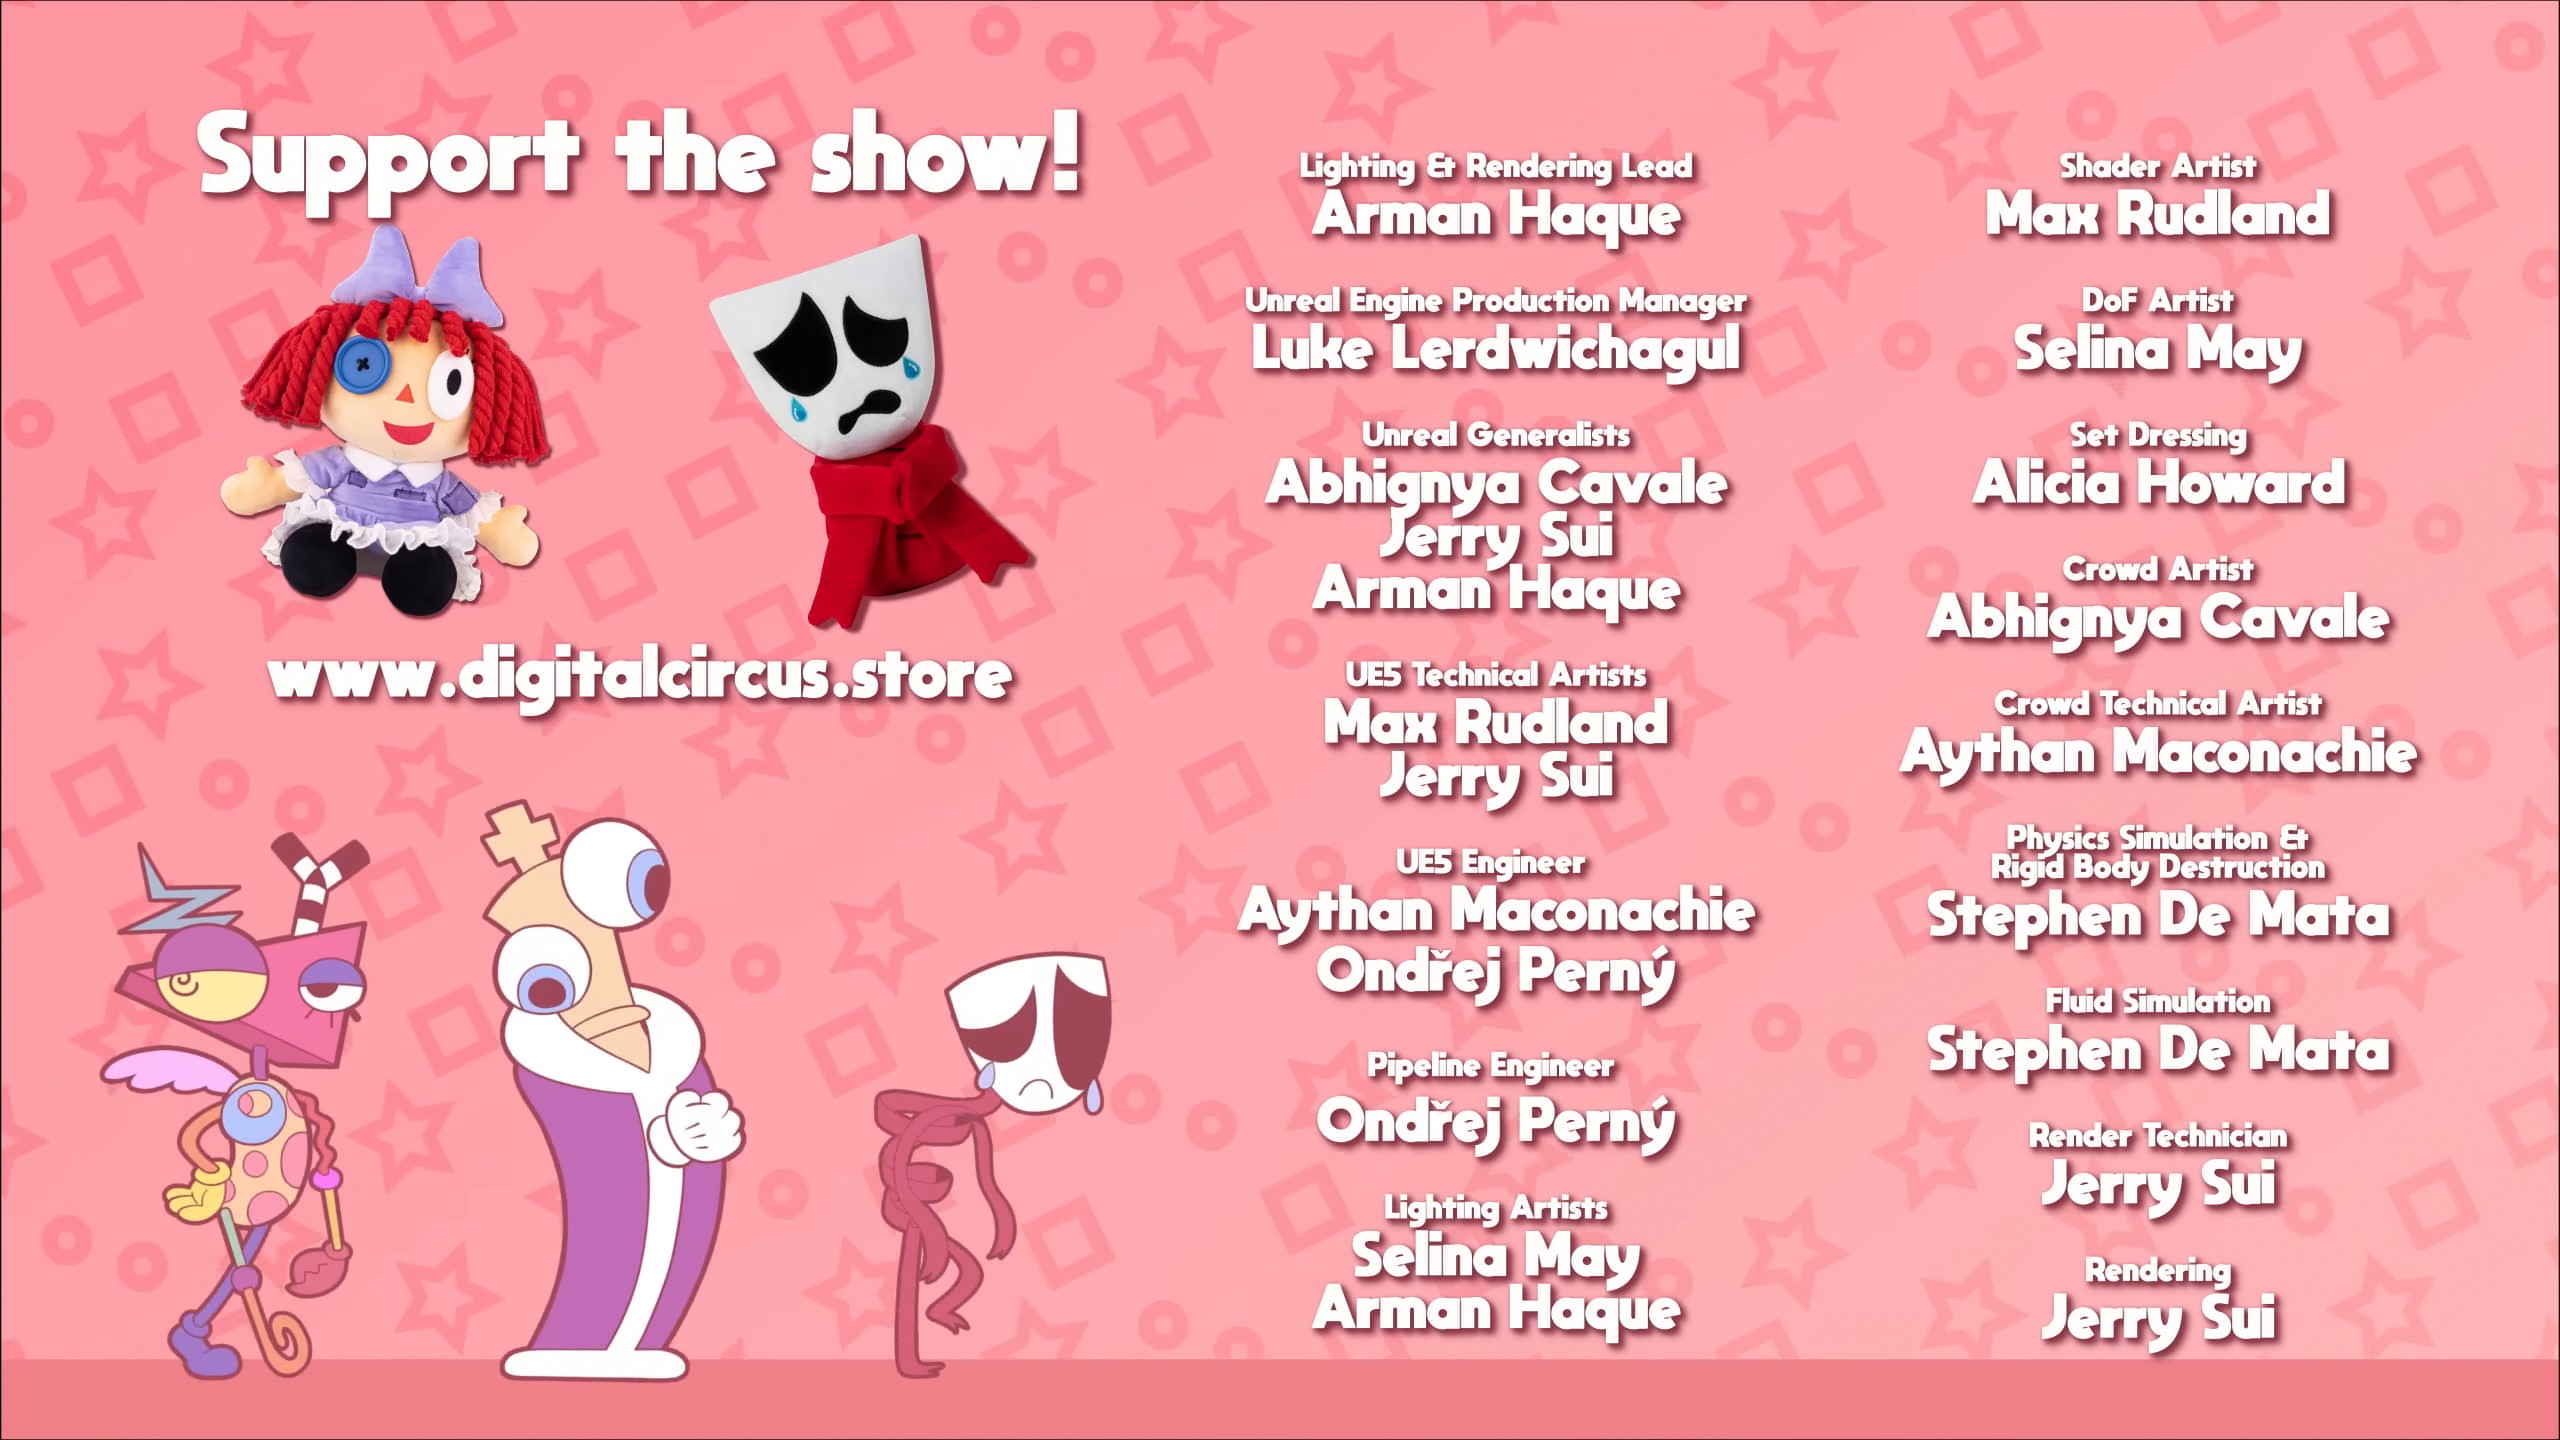 Support the show!
www.digitalcircus.store
Lighting & Rendering Lead
Arman Haque
Unreal Engine Production Manager
Luke Lerdwichagul
Unreal Generalists
Abhignya Cavale
Jerry Sui
Arman Haque
UE5 Technical Artists
Max Rudland
Jerry Sui
UE5 Engineer
Aythan Maconachie
Ondřej Perný
Pipeline Engineer
Ondřej Perný
Lighting Artists
Selina May
Arman Haque
Shader Artist
Max Rudland
DoF Artist
Selina May
Set Dressing
Alicia Howard
Crowd Artist
Abhignya Cavale
Crowd Technical Artist
Aythan Maconachie
Physics Simulation &
Rigid Body Destruction
Stephen De Mata
Fluid Simulation
Stephen De Mata
Render Technician
Jerry Sui
Rendering
Jerry Sui